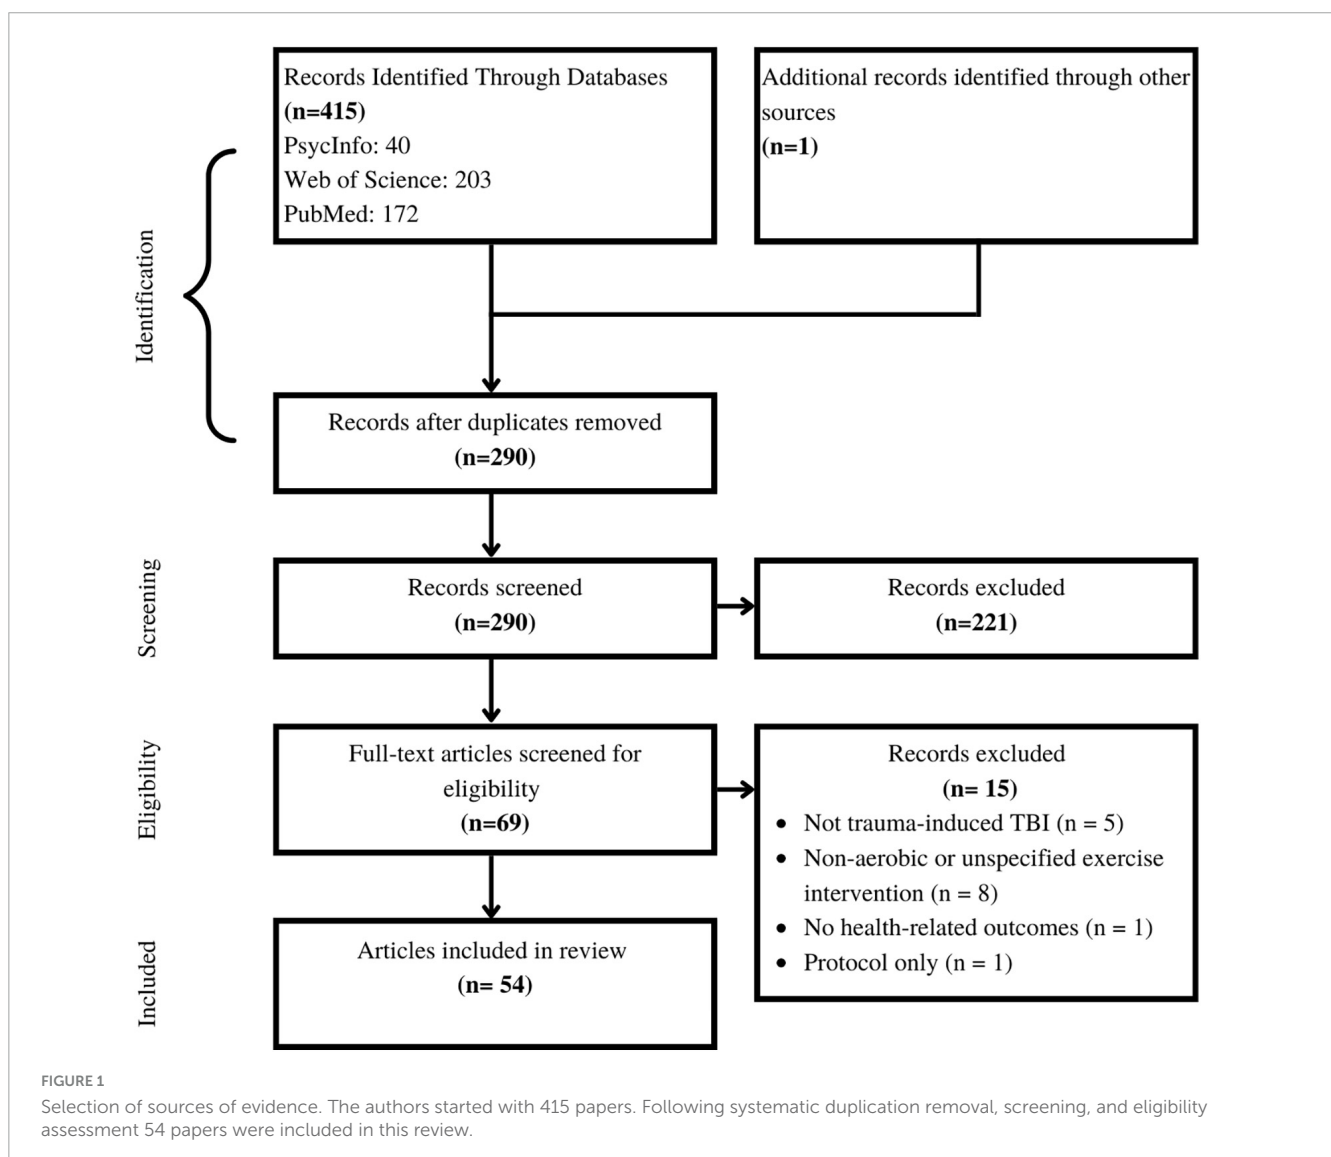 Records Identified Through Databases
(n=415)
PsycInfo: 40
Web of Science: 203
PubMed: 172
Additional records identified through other
sources
(n=1)
Identification
Records after duplicates removed
(n=290)
Screening
Records screened
(n=290)
Records excluded
(n=221)
Eligibility
Full-text articles screened for
eligibility
(n=69)
Records excluded
(n= 15)
• Not trauma-induced TBI (n = 5)
• Non-aerobic or unspecified exercise
intervention (n = 8)
• No health-related outcomes (n = 1)
• Protocol only (n = 1)
Included
Articles included in review
(n= 54)
FIGURE 1
Selection of sources of evidence. The authors started with 415 papers. Following systematic duplication removal, screening, and eligibility
assessment 54 papers were included in this review.